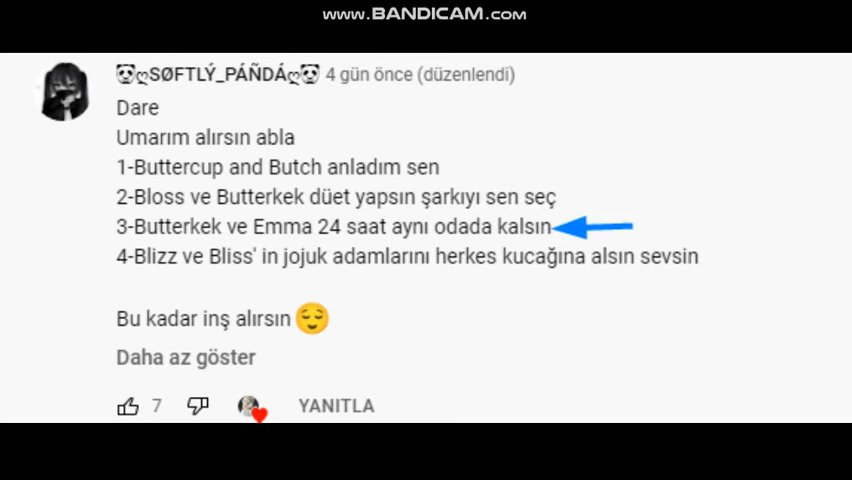 www.BANDICAM.com
🐼ღSØFTLÝ_PÁÑDÁღ🐼 4 gün önce (düzenlendi)
Dare
Umarım alırsın abla
1-Buttercup and Butch anladım sen
2-Bloss ve Butterkek düet yapsın şarkıyı sen seç
3-Butterkek ve Emma 24 saat aynı odada kalsın
4-Blizz ve Bliss' in jojuk adamlarını herkes kucağına alsın sevsin
Bu kadar inş alırsın 😌
Daha az göster
7 YANITLA